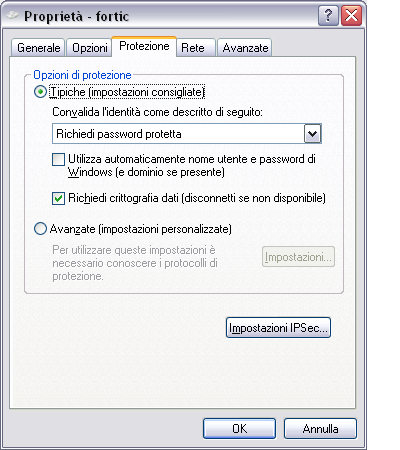 Proprietà - fortic
Generale Opzioni Protezione Rete Avanzate
Opzioni di protezione
Tipiche (impostazioni consigliate)
Convalida l'identità come descritto di seguito:
Richiedi password protetta
Utilizza automaticamente nome utente e password di
Windows (e dominio se presente)
Richiedi crittografia dati (disconnetti se non disponibile)
Avanzate (impostazioni personalizzate)
Per utilizzare queste impostazioni è
necessario conoscere i protocolli di
protezione.
Impostazioni...
Impostazioni IPSec...
OK Annulla